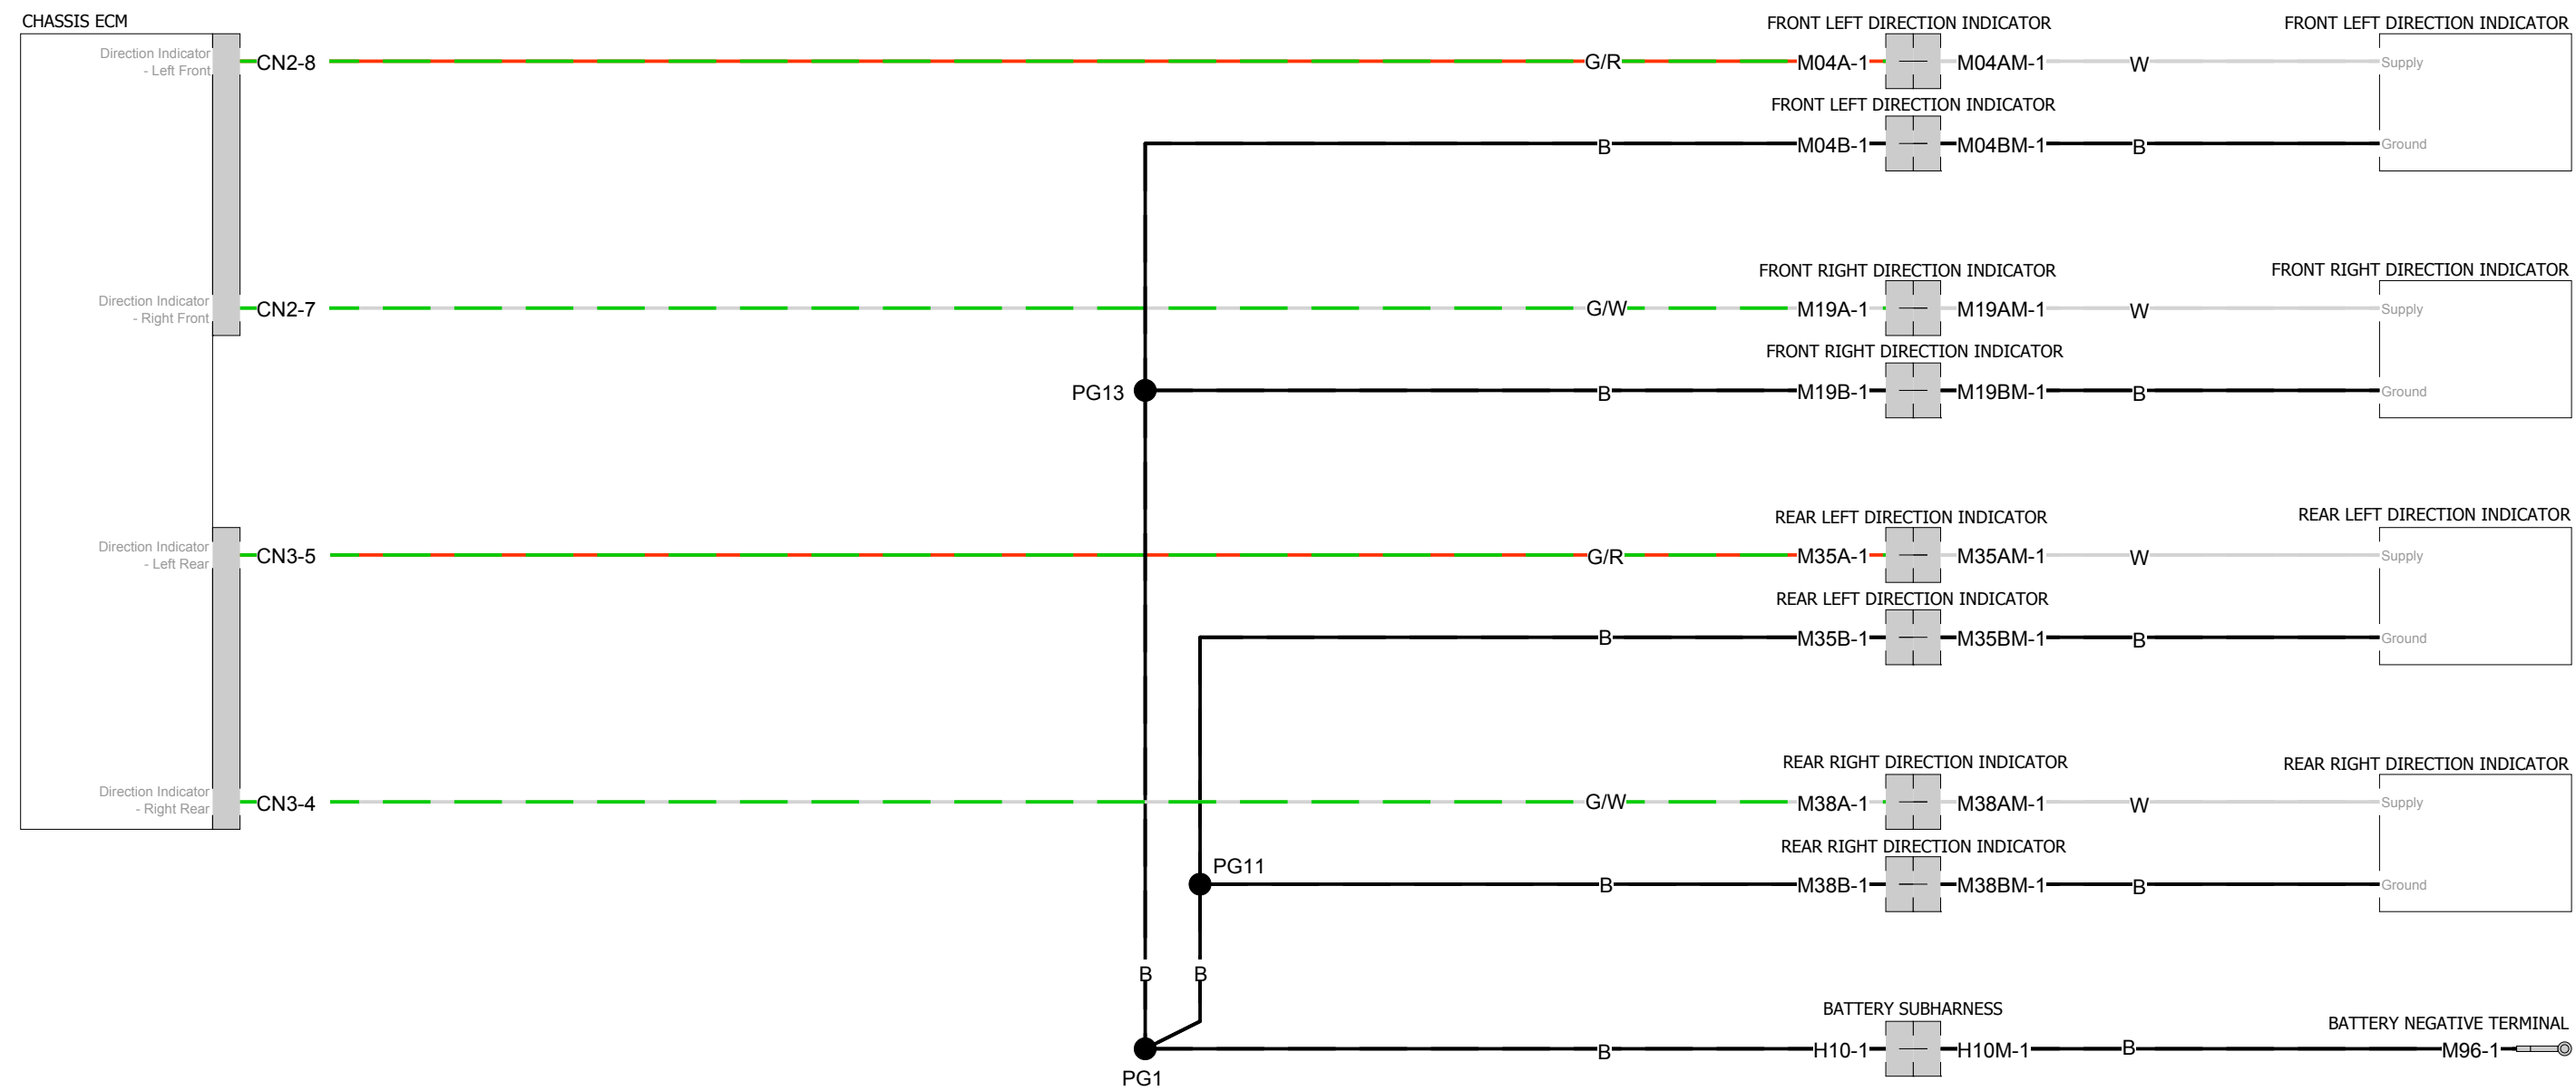 CHASSIS ECM
FRONT LEFT DIRECTION INDICATOR
FRONT LEFT DIRECTION INDICATOR
Direction Indicator
- Left Front
CN2-8
G/R
M04A-1
M04AM-1
W
Supply
FRONT LEFT DIRECTION INDICATOR
B
M04B-1
M04BM-1
B
Ground
FRONT RIGHT DIRECTION INDICATOR
FRONT RIGHT DIRECTION INDICATOR
Direction Indicator
- Right Front
CN2-7
G/W
M19A-1
M19AM-1
W
Supply
FRONT RIGHT DIRECTION INDICATOR
PG13
B
M19B-1
M19BM-1
B
Ground
REAR LEFT DIRECTION INDICATOR
REAR LEFT DIRECTION INDICATOR
Direction Indicator
- Left Rear
CN3-5
G/R
M35A-1
M35AM-1
W
Supply
REAR LEFT DIRECTION INDICATOR
B
M35B-1
M35BM-1
B
Ground
REAR RIGHT DIRECTION INDICATOR
REAR RIGHT DIRECTION INDICATOR
Direction Indicator
- Right Rear
CN3-4
G/W
M38A-1
M38AM-1
W
Supply
REAR RIGHT DIRECTION INDICATOR
PG11
B
M38B-1
M38BM-1
B
Ground
B
B
BATTERY SUBHARNESS
BATTERY NEGATIVE TERMINAL
B
H10-1
H10M-1
B
M96-1
PG1